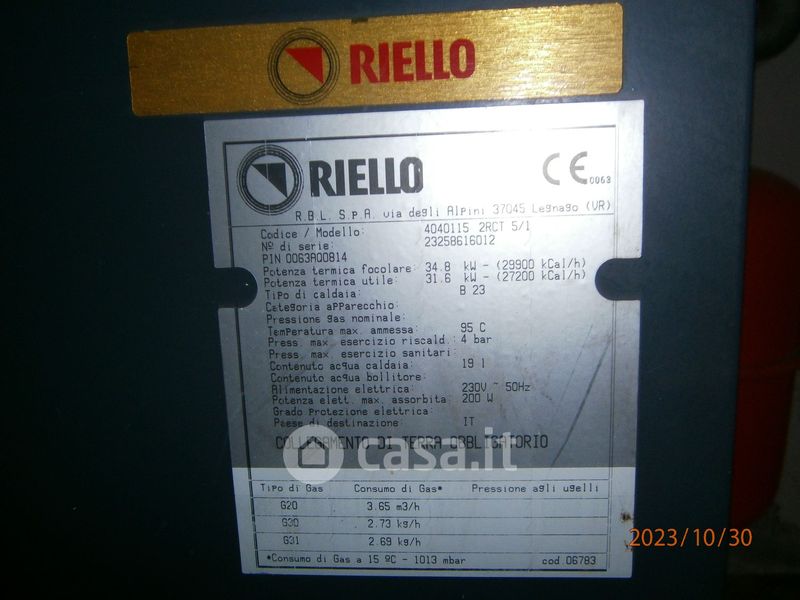 RIELLO
RIELLO
CE 0063
R.B.L. S.p.A. via degli Alpini 37045 Legnago (VR)
Codice / Modello: 4040115 2RCT 5/1
Nº di serie: 23258616012
PIN 0063AQ0814
Potenza termica focolare: 34.8 kW - (29900 kCal/h)
Potenza termica utile: 31.6 kW - (27200 kCal/h)
Tipo di caldaia: B 23
Categoria apparecchio:
Pressione gas nominale:
Temperatura max. ammessa: 95 C
Press. max. esercizio riscald.: 4 bar
Press. max. esercizio sanitari:
Contenuto acqua caldaia: 19 l
Contenuto acqua bollitore:
Alimentazione elettrica: 230V ~ 50Hz
Potenza elett. max. assorbita: 200 W
Grado Protezione elettrica:
Paese di destinazione: IT
COLLEGAMENTO DI TERRA OBBLIGATORIO
casa.it
Tipo di Gas Consumo di Gas* Pressione agli ugelli
G20 3.65 m3/h
G30 2.73 kg/h
G31 2.69 kg/h
*Consumo di Gas a 15 ºC - 1013 mbar cod. 06783
2023/10/30